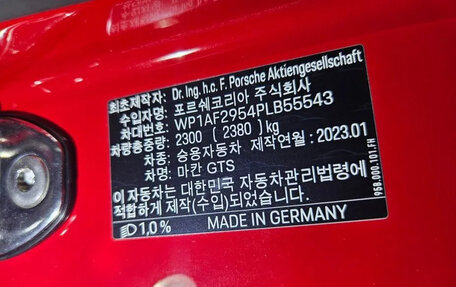 최초제작자: Dr. Ing. h.c. F. Porsche Aktiengesellschaft
수입자명: 포르쉐코리아 주식회사
차대번호: WP1AF2954PLB55543
차량총중량: 2300 ( 2380) kg
차종: 승용자동차 제작연월: 2023.01
차명: 마칸 GTS
이 자동차는 대한민국 자동차관리법령에
적합하게 제작(수입)되었습니다.
1,0% MADE IN GERMANY
958.000.101.FH